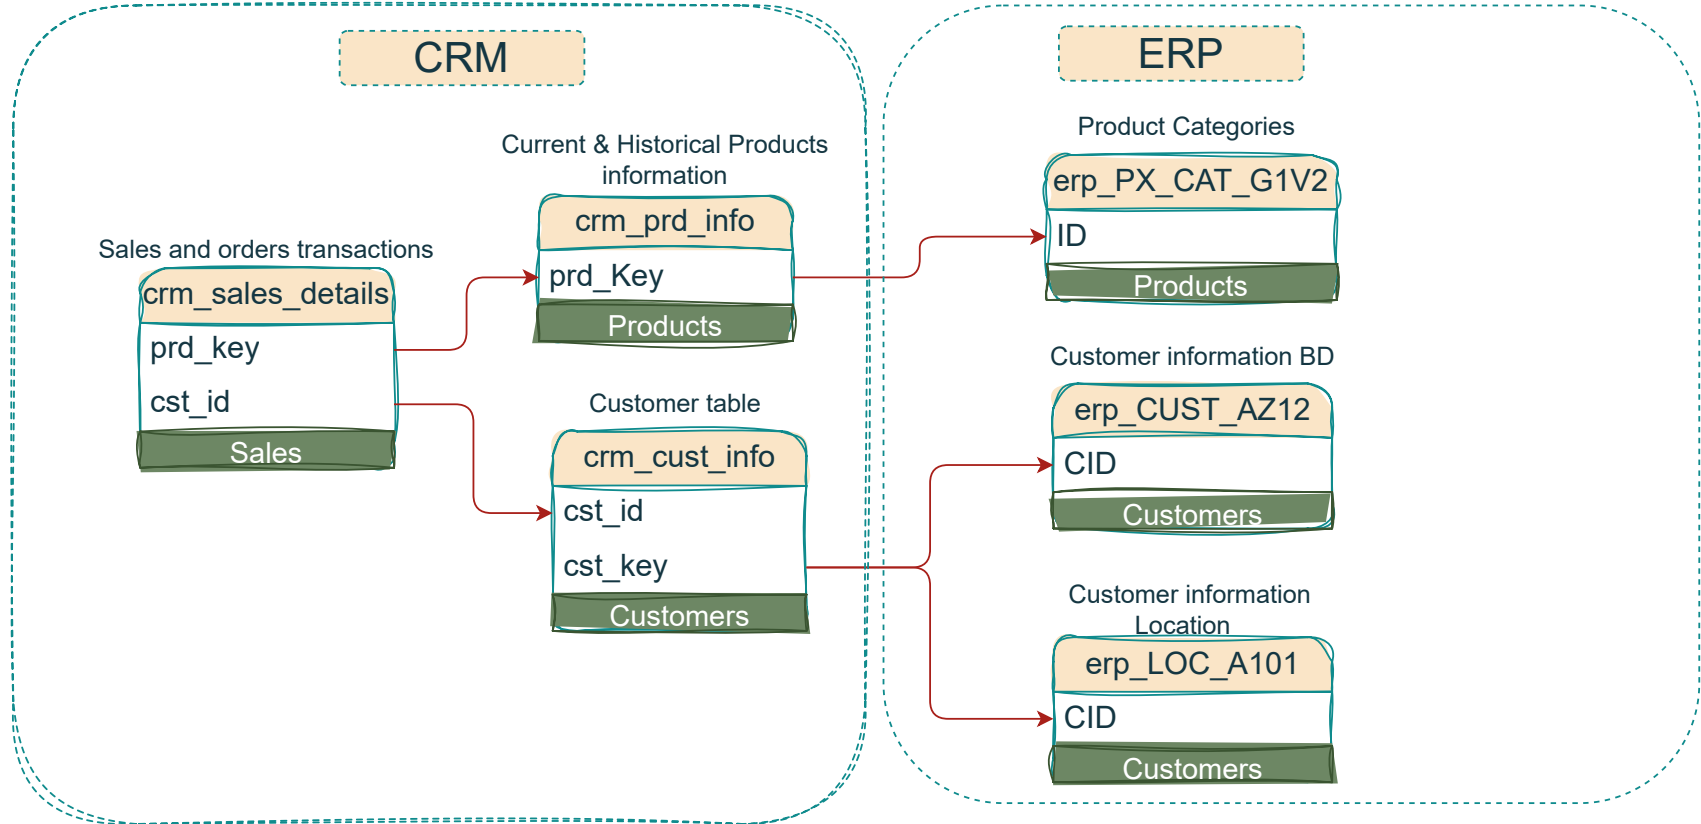 CRM
Sales and orders transactions
crm_sales_details
prd_key
cst_id
Sales
Current & Historical Products
information
crm_prd_info
prd_Key
Products
Customer table
crm_cust_info
cst_id
cst_key
Customers
ERP
Product Categories
erp_PX_CAT_G1V2
ID
Products
Customer information BD
erp_CUST_AZ12
CID
Customers
Customer information
Location
erp_LOC_A101
CID
Customers